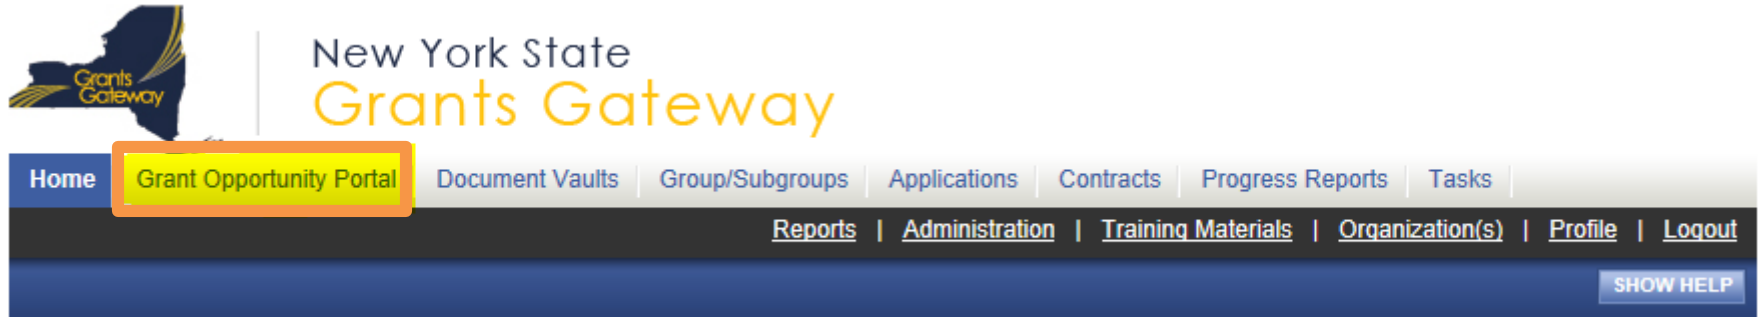 Grants
Gateway
New York State
Grants Gateway
Home Grant Opportunity Portal Document Vaults Group/Subgroups Applications Contracts Progress Reports Tasks
Reports | Administration | Training Materials | Organization(s) | Profile | Logout
SHOW HELP